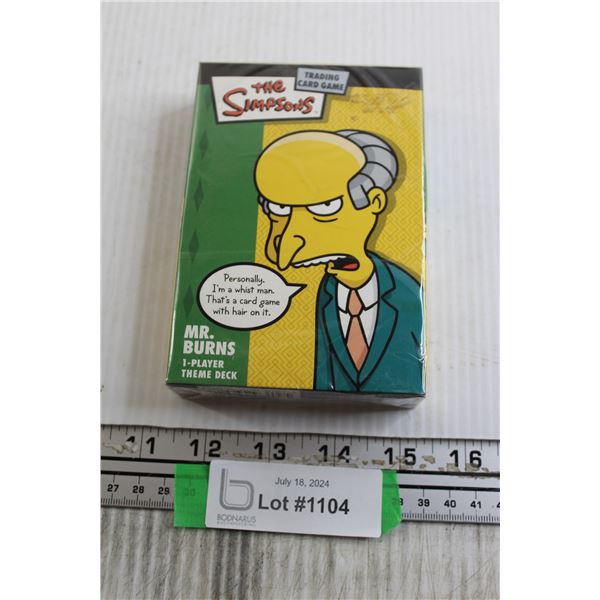 THE SIMPSONS
TRADING
CARD GAME
Personally,
I'm a whist man.
That's a card game
with hair on it.
MR.
BURNS
1-PLAYER
THEME DECK
11 12 13 14 15 16
27 28 29 30 38 39 40 41
July 18, 2024
Lot #1104
BODNARUS
AUCTIONEERING